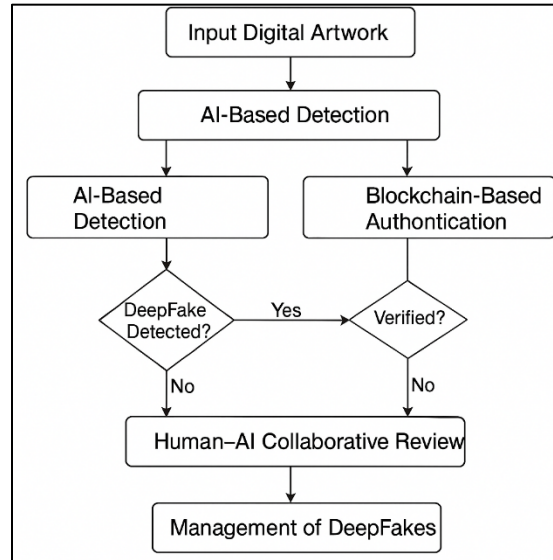 Input Digital Artwork
AI-Based Detection
AI-Based
Detection
Blockchain-Based
Authontication
DeepFake
Detected?
Yes
Verified?
No
No
Human–AI Collaborative Review
Management of DeepFakes